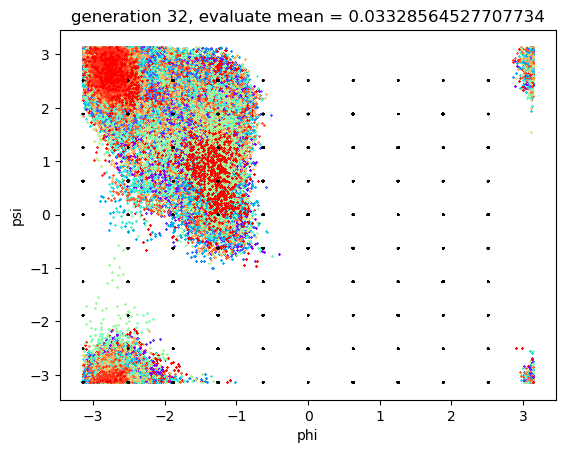 generation 32, evaluate mean = 0.03328564527707734
3
2
1
0
−1
−2
−3
psi
−3 −2 −1 0 1 2 3
phi